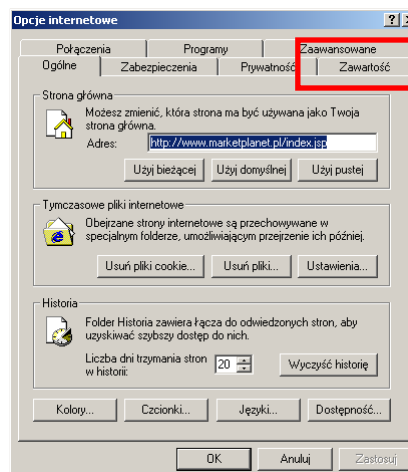 Opcje internetowe
Połączenia Programy Zaawansowane
Ogólne Zabezpieczenia Prywatność Zawartość
Strona główna
Możesz zmienić, która strona ma być używana jako Twoja
strona główna.
Adres: http://www.marketplanet.pl/index.jsp
Użyj bieżącej Użyj domyślnej Użyj pustej
Tymczasowe pliki internetowe
Obejrzane strony internetowe są przechowywane w
specjalnym folderze, umożliwiającym przejrzenie ich później.
Usuń pliki cookie... Usuń pliki... Ustawienia...
Historia
Folder Historia zawiera łącza do odwiedzonych stron, aby
uzyskiwać szybszy dostęp do nich.
Liczba dni trzymania stron
w historii: 20 Wyczyść historię
Kolory... Czcionki... Języki... Dostępność...
OK Anuluj Zastosuj